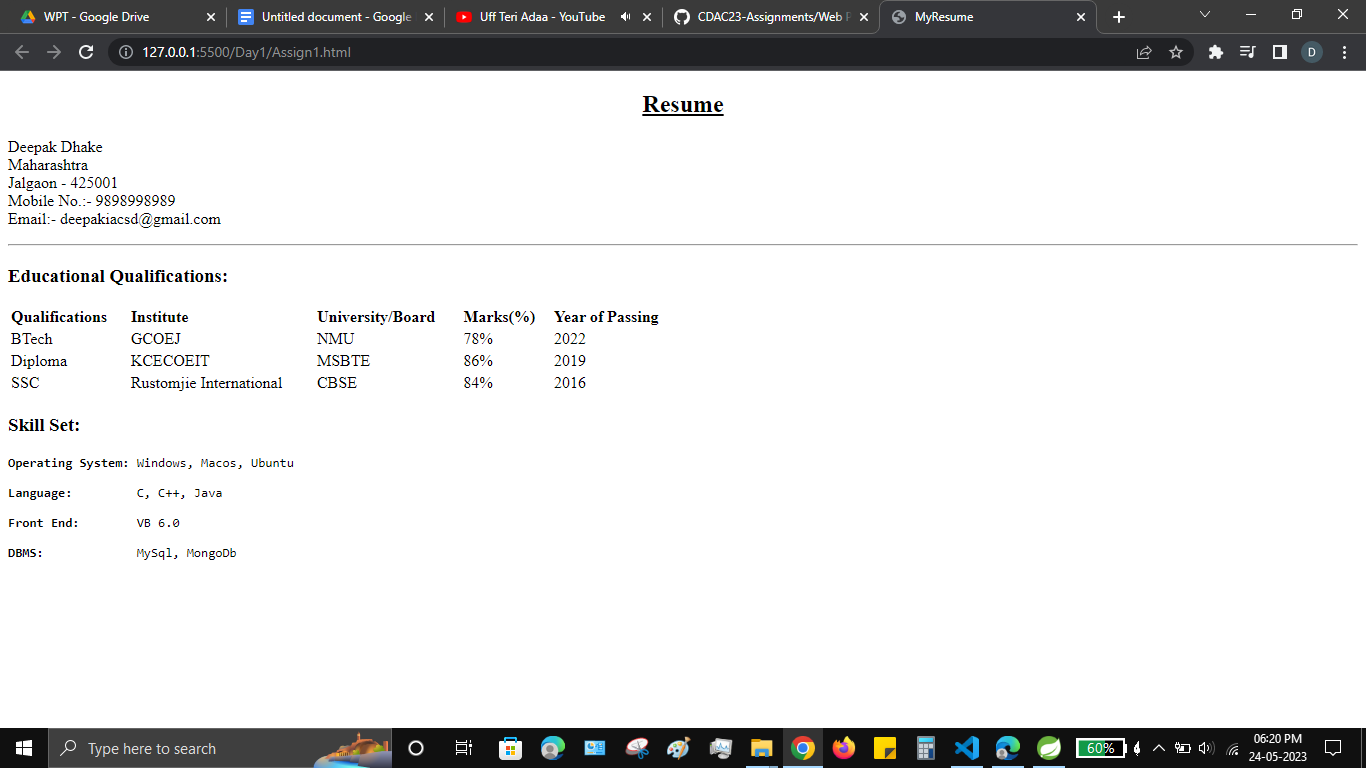 WPT - Google Drive
Untitled document - Google
Uff Teri Adaa - YouTube
CDAC23-Assignments/Web
MyResume
127.0.0.1:5500/Day1/Assign1.html
D
Resume
Deepak Dhake
Maharashtra
Jalgaon - 425001
Mobile No.:- 9898998989
Email:- deepakiacsd@gmail.com
Educational Qualifications:
Qualifications Institute University/Board Marks(%) Year of Passing
BTech GCOEJ NMU 78% 2022
Diploma KCECOEIT MSBTE 86% 2019
SSC Rustomjie International CBSE 84% 2016
Skill Set:
Operating System: Windows, Macos, Ubuntu
Language: C, C++, Java
Front End: VB 6.0
DBMS: MySql, MongoDb
Type here to search
60%
06:20 PM
24-05-2023